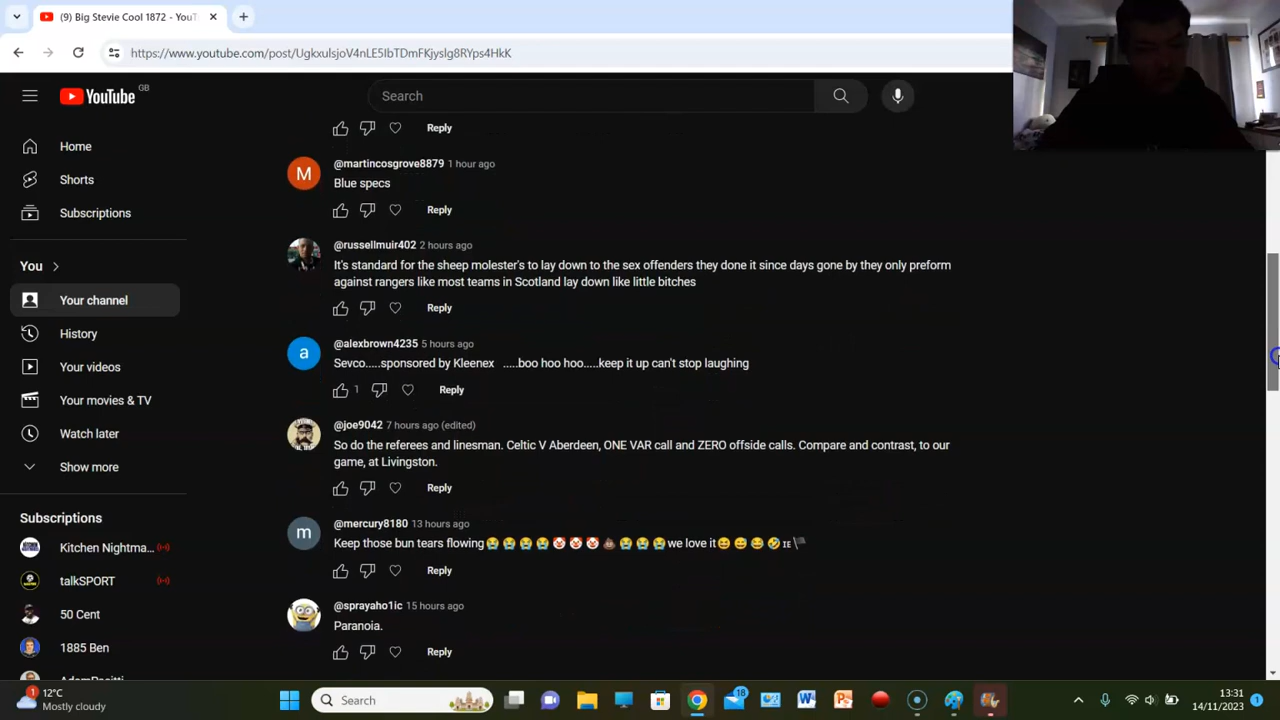 (9) Big Stevie Cool 1872 - YouT
https://www.youtube.com/post/UgkxulsjoV4nLE5IbTDmFKjyslg8RYps4HkK
YouTube GB
Search
Home
Shorts
Subscriptions
You
Your channel
History
Your videos
Your movies & TV
Watch later
Show more
Subscriptions
Kitchen Nightma...
talkSPORT
50 Cent
1885 Ben
Reply
@martincosgrove8879 1 hour ago
M
Blue specs
Reply
@russellmuir402 2 hours ago
It's standard for the sheep molester's to lay down to the sex offenders they done it since days gone by they only preform
against rangers like most teams in Scotland lay down like little bitches
Reply
@alexbrown4235 5 hours ago
a
Sevco.....sponsored by Kleenex .....boo hoo hoo.....keep it up can't stop laughing
1 Reply
@joe9042 7 hours ago (edited)
So do the referees and linesman. Celtic V Aberdeen, ONE VAR call and ZERO offside calls. Compare and contrast, to our
game, at Livingston.
Reply
@mercury8180 13 hours ago
m
Keep those bun tears flowing😭😭😭😭🤡🤡🤡💩😭😭😭we love it😆😅😂🤣🇮🇪🏴
Reply
@sprayaho1ic 15 hours ago
Paranoia.
Reply
1
12°C
Mostly cloudy
Search
18
13:31
14/11/2023
1